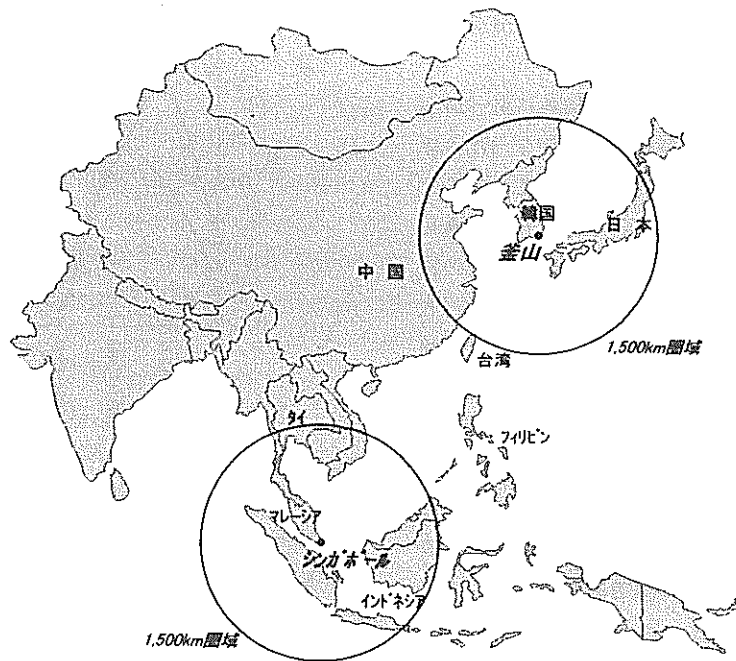 韓国
日本
釜山
中國
1,500km圏域
台湾
タイ
フィリピン
マレーシア
シンガポール
インドネシア
1,500km圏域